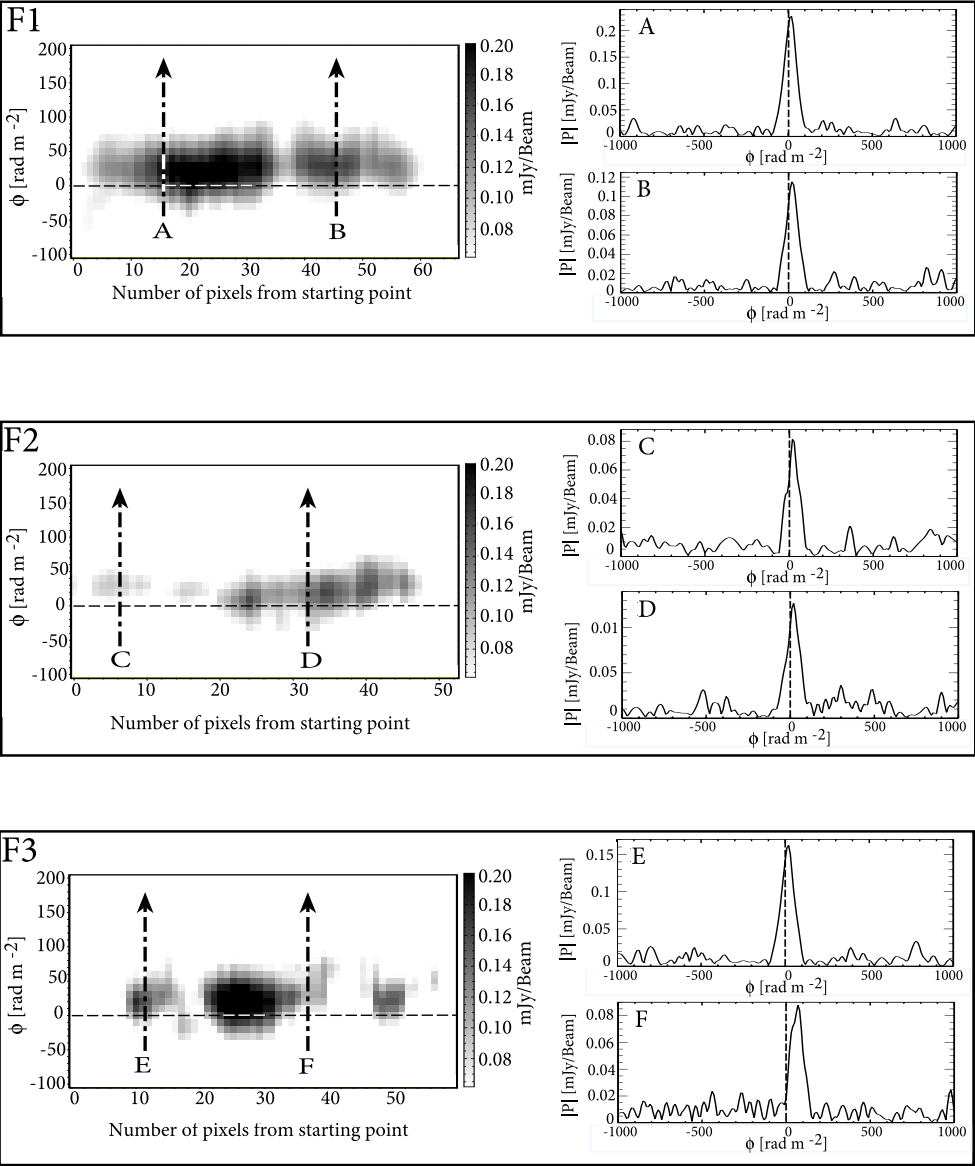 F1
200
150
100
50
0
-50
-100
ϕ [rad m -2]
A
B
0 10 20 30 40 50 60
Number of pixels from starting point
0.20
0.18
0.16
0.14
0.12
0.10
0.08
mJy/Beam
A
0.2
0.15
0.1
0.05
0
|P| [mJy/Beam]
-1000 -500 0 500 1000
ϕ [rad m -2]
B
0.12
0.10
0.08
0.06
0.04
0.02
0
|P| [mJy/Beam]
-1000 -500 0 500 1000
ϕ [rad m -2]
F2
200
150
100
50
0
-50
-100
ϕ [rad m -2]
C
D
0 10 20 30 40 50
Number of pixels from starting point
0.20
0.18
0.16
0.14
0.12
0.10
0.08
mJy/Beam
C
0.08
0.06
0.04
0.02
0
|P| [mJy/Beam]
-1000 -500 0 500 1000
ϕ [rad m -2]
D
0.01
0.05
0
|P| [mJy/Beam]
-1000 -500 0 500 1000
ϕ [rad m -2]
F3
200
150
100
50
0
-50
-100
ϕ [rad m -2]
E
F
0 10 20 30 40 50
Number of pixels from starting point
0.20
0.18
0.16
0.14
0.12
0.10
0.08
mJy/Beam
E
0.15
0.1
0.05
0
|P| [mJy/Beam]
-1000 -500 0 500 1000
ϕ [rad m -2]
F
0.08
0.06
0.04
0.02
0
|P| [mJy/Beam]
-1000 -500 0 500 1000
ϕ [rad m -2]